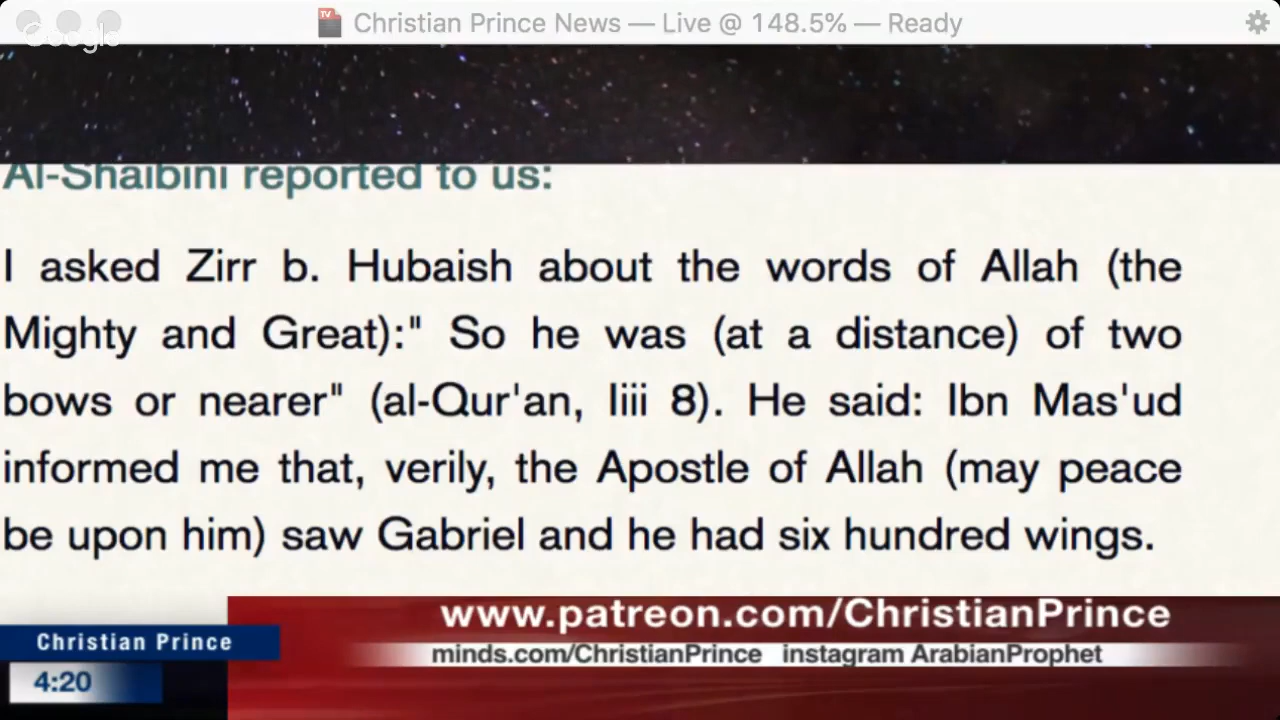 Christian Prince News — Live @ 148.5% — Ready
Google
Al-Shaibini reported to us:
I asked Zirr b. Hubaish about the words of Allah (the
Mighty and Great):" So he was (at a distance) of two
bows or nearer" (al-Qur'an, liii 8). He said: Ibn Mas'ud
informed me that, verily, the Apostle of Allah (may peace
be upon him) saw Gabriel and he had six hundred wings.
www.patreon.com/ChristianPrince
Christian Prince
minds.com/ChristianPrince instagram ArabianProphet
4:20